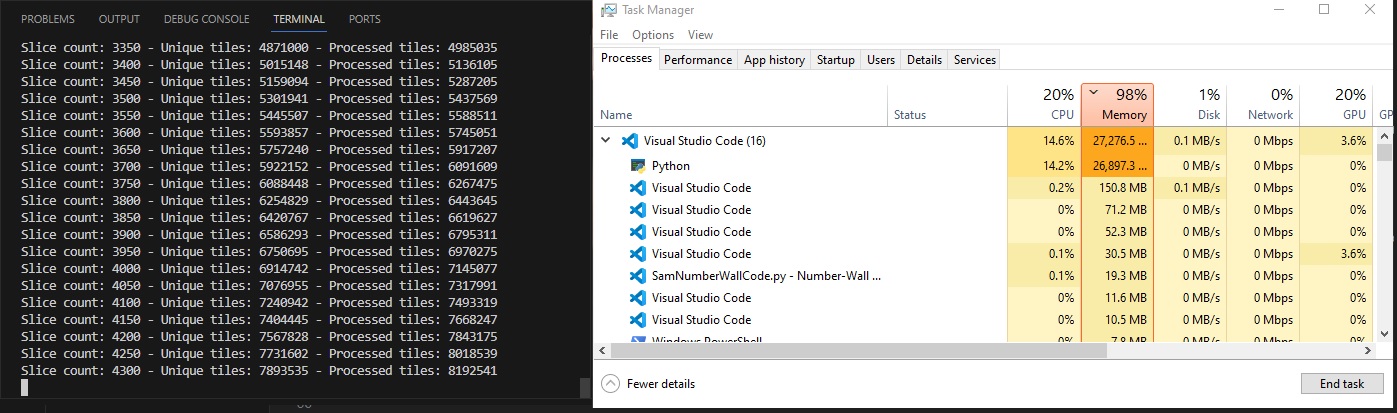 PROBLEMS OUTPUT DEBUG CONSOLE TERMINAL PORTS
Slice count: 3350 - Unique tiles: 4871000 - Processed tiles: 4985035
Slice count: 3400 - Unique tiles: 5015148 - Processed tiles: 5136105
Slice count: 3450 - Unique tiles: 5159094 - Processed tiles: 5287205
Slice count: 3500 - Unique tiles: 5301941 - Processed tiles: 5437569
Slice count: 3550 - Unique tiles: 5445507 - Processed tiles: 5588511
Slice count: 3600 - Unique tiles: 5593857 - Processed tiles: 5745051
Slice count: 3650 - Unique tiles: 5757240 - Processed tiles: 5917207
Slice count: 3700 - Unique tiles: 5922152 - Processed tiles: 6091609
Slice count: 3750 - Unique tiles: 6088448 - Processed tiles: 6267475
Slice count: 3800 - Unique tiles: 6254829 - Processed tiles: 6443645
Slice count: 3850 - Unique tiles: 6420767 - Processed tiles: 6619627
Slice count: 3900 - Unique tiles: 6586293 - Processed tiles: 6795311
Slice count: 3950 - Unique tiles: 6750695 - Processed tiles: 6970275
Slice count: 4000 - Unique tiles: 6914742 - Processed tiles: 7145077
Slice count: 4050 - Unique tiles: 7076955 - Processed tiles: 7317991
Slice count: 4100 - Unique tiles: 7240942 - Processed tiles: 7493319
Slice count: 4150 - Unique tiles: 7404445 - Processed tiles: 7668247
Slice count: 4200 - Unique tiles: 7567828 - Processed tiles: 7843175
Slice count: 4250 - Unique tiles: 7731602 - Processed tiles: 8018539
Slice count: 4300 - Unique tiles: 7893535 - Processed tiles: 8192541
Task Manager
File Options View
Processes Performance App history Startup Users Details Services
20% 98% 1% 0% 20%
Name Status CPU Memory Disk Network GPU GP
Visual Studio Code (16) 14.6% 27,276.5 ... 0.1 MB/s 0 Mbps 3.6%
Python 14.2% 26,897.3 ... 0 MB/s 0 Mbps 0%
Visual Studio Code 0.2% 150.8 MB 0.1 MB/s 0 Mbps 0%
Visual Studio Code 0% 71.2 MB 0 MB/s 0 Mbps 0%
Visual Studio Code 0% 52.3 MB 0 MB/s 0 Mbps 0%
Visual Studio Code 0.1% 30.5 MB 0 MB/s 0 Mbps 3.6%
SamNumberWallCode.py - Number-Wall ... 0.1% 19.3 MB 0 MB/s 0 Mbps 0%
Visual Studio Code 0% 11.6 MB 0 MB/s 0 Mbps 0%
Visual Studio Code 0% 10.5 MB 0 MB/s 0 Mbps 0%
Windows PowerShell 0% 7.8 MB 0 MB/s 0 Mbps 0%
Fewer details
End task